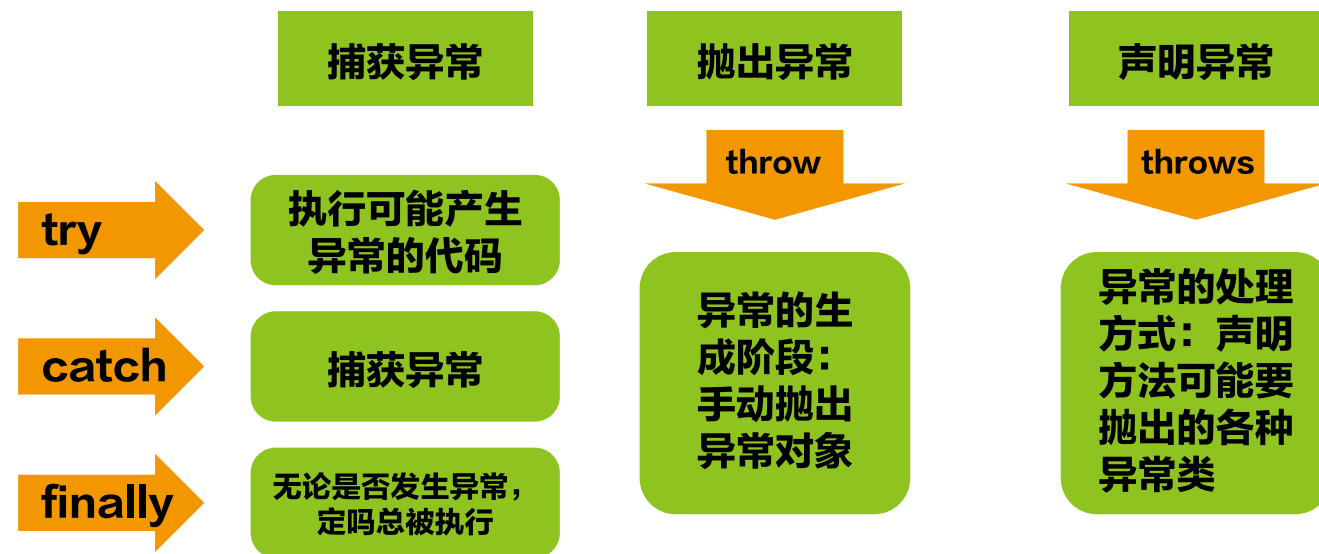 捕获异常
抛出异常
声明异常
throw
throws
try
执行可能产生
异常的代码
catch
捕获异常
finally
无论是否发生异常，
定吗总被执行
异常的生
成阶段：
手动抛出
异常对象
异常的处理
方式：声明
方法可能要
抛出的各种
异常类